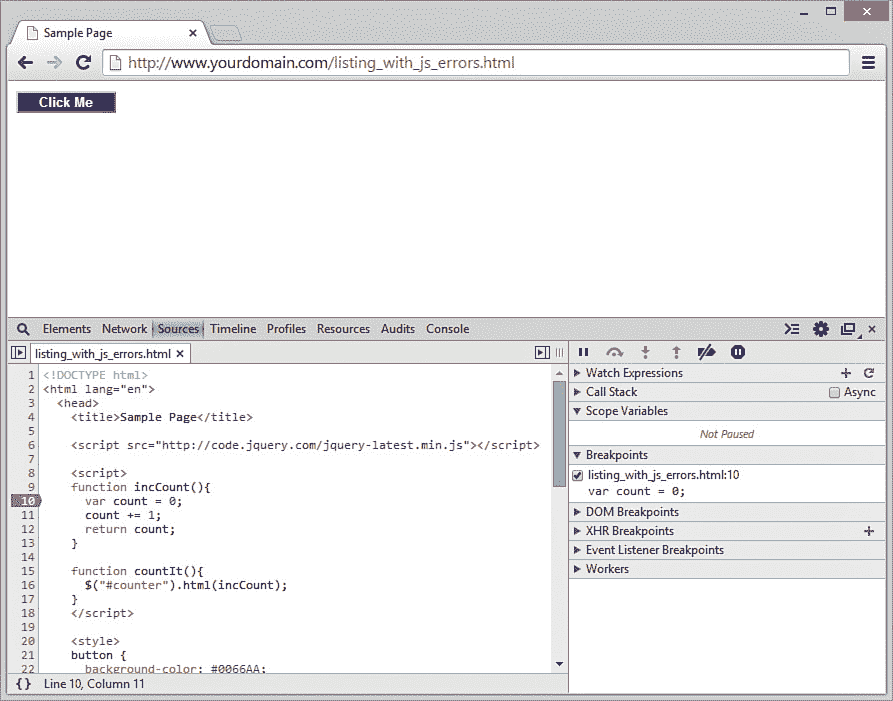 Sample Page
http://www.yourdomain.com/listing_with_js_errors.html
Click Me
Elements Network Sources Timeline Profiles Resources Audits Console
listing_with_js_errors.html
1 <!DOCTYPE html>
2 <html lang="en">
3 <head>
4 <title>Sample Page</title>
5
6 <script src="http://code.jquery.com/jquery-latest.min.js"></script>
7
8 <script>
9 function incCount(){
10 var count = 0;
11 count += 1;
12 return count;
13 }
14
15 function countIt(){
16 $("#counter").html(incCount);
17 }
18 </script>
19
20 <style>
21 button {
22 background-color: #0066AA;
{ } Line 10, Column 11
Watch Expressions
Call Stack Async
Scope Variables
Not Paused
Breakpoints
listing_with_js_errors.html:10
var count = 0;
DOM Breakpoints
XHR Breakpoints
Event Listener Breakpoints
Workers